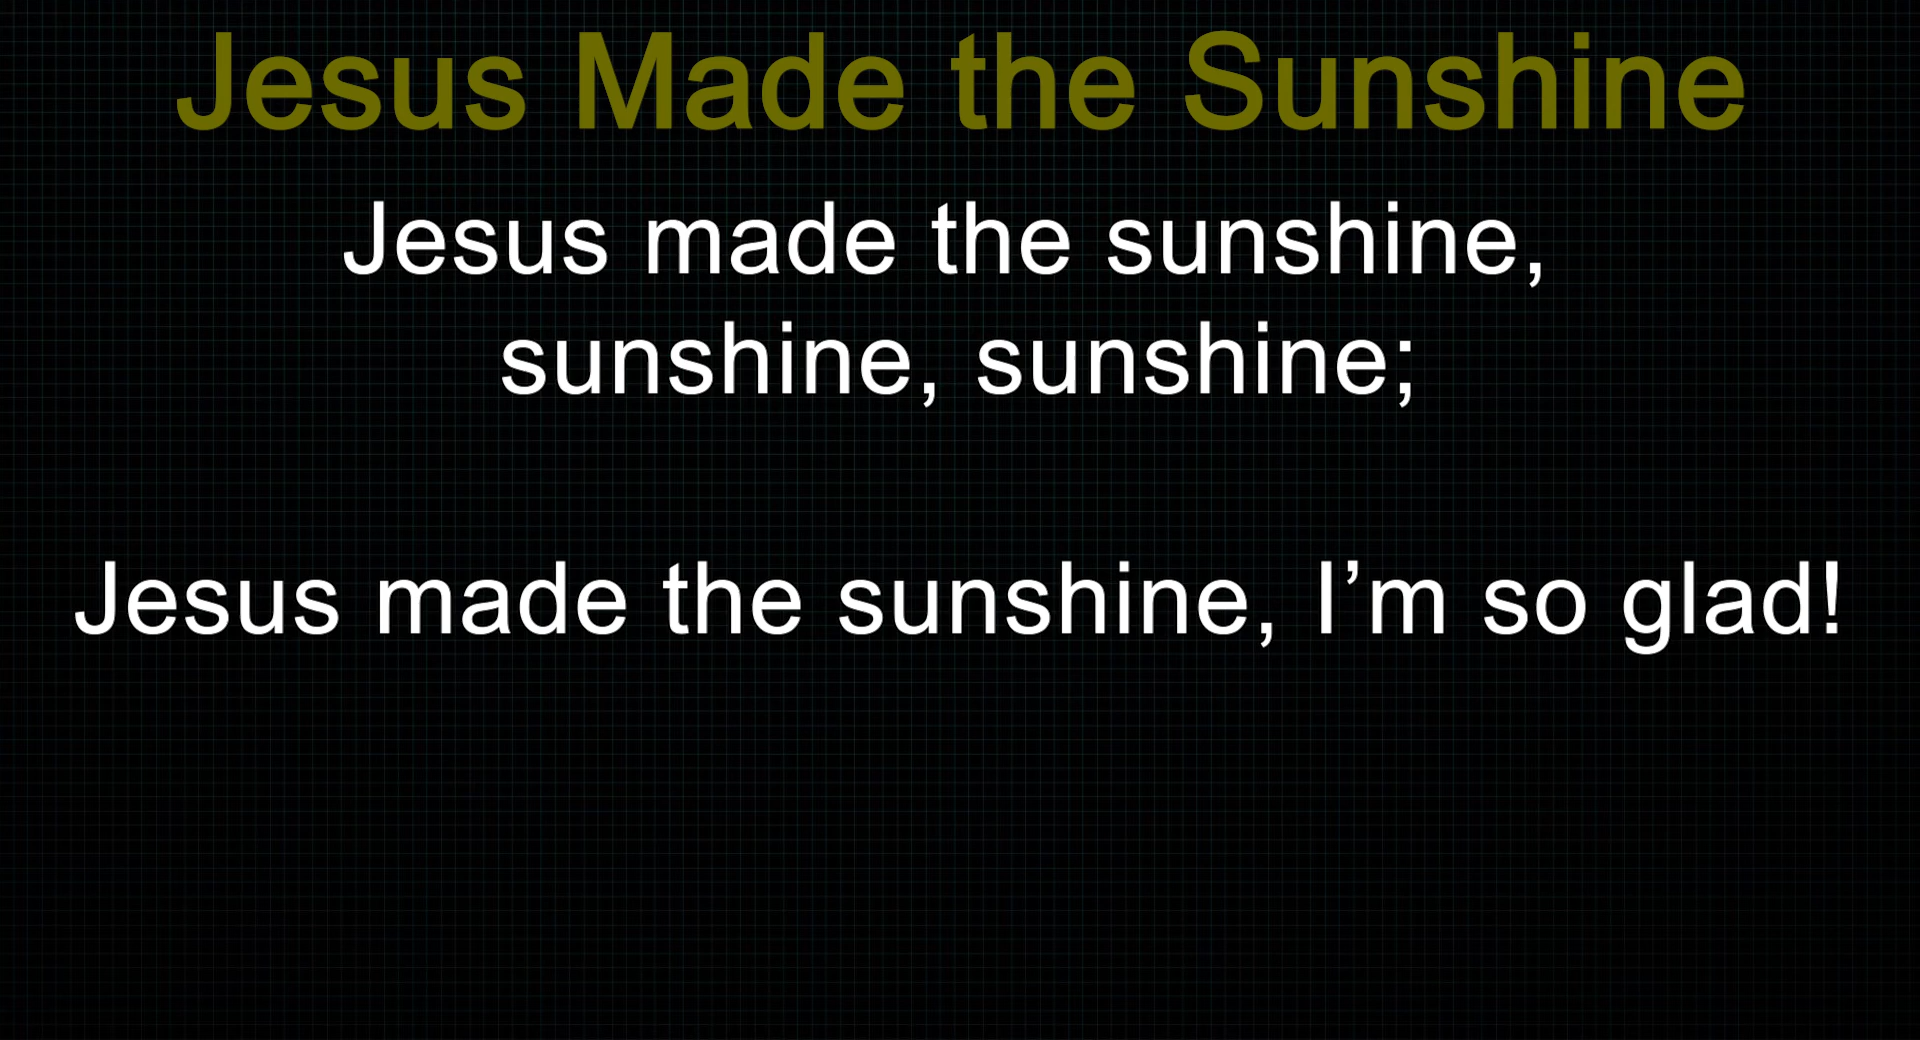 Jesus Made the Sunshine
Jesus made the sunshine,
sunshine, sunshine;
Jesus made the sunshine, I’m so glad!